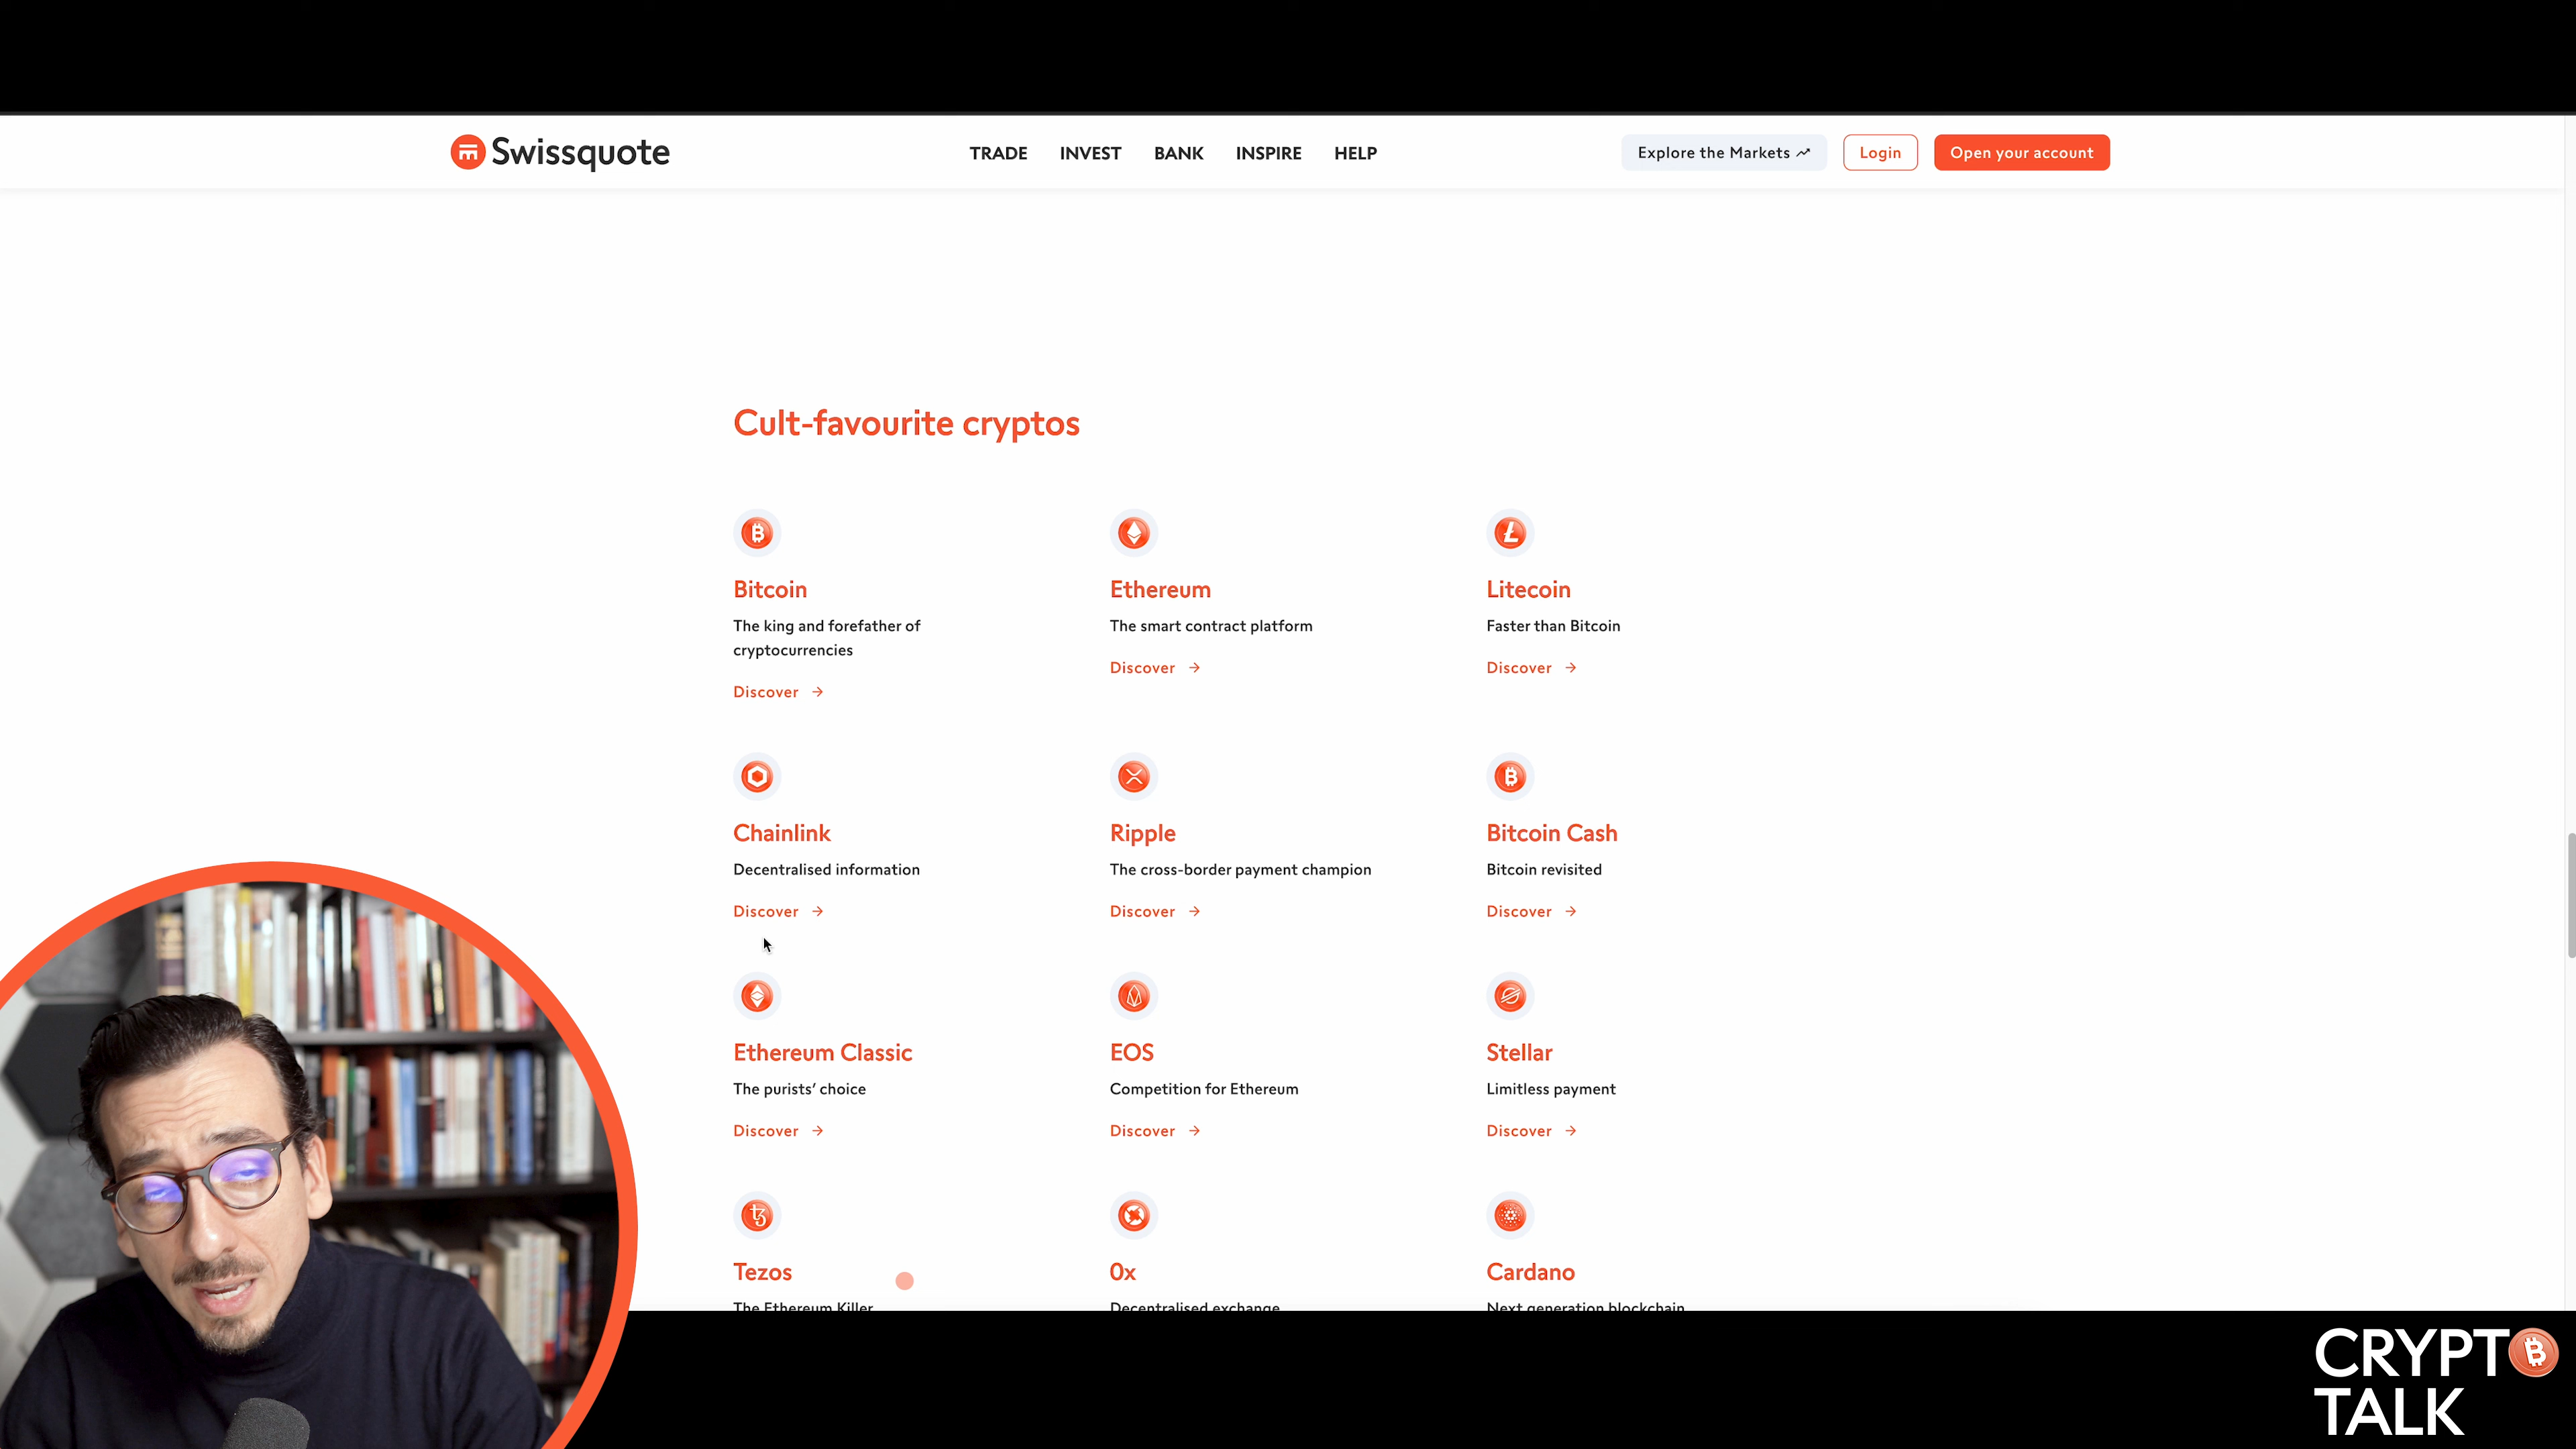 Swissquote
TRADE INVEST BANK INSPIRE HELP
Explore the Markets
Login
Open your account
Cult-favourite cryptos
Bitcoin
The king and forefather of
cryptocurrencies
Discover →
Ethereum
The smart contract platform
Discover →
Litecoin
Faster than Bitcoin
Discover →
Chainlink
Decentralised information
Discover →
Ripple
The cross-border payment champion
Discover →
Bitcoin Cash
Bitcoin revisited
Discover →
Ethereum Classic
The purists’ choice
Discover →
EOS
Competition for Ethereum
Discover →
Stellar
Limitless payment
Discover →
Tezos
The Ethereum Killer
0x
Decentralised exchange
Cardano
Next generation blockchain
CRYPTO
TALK